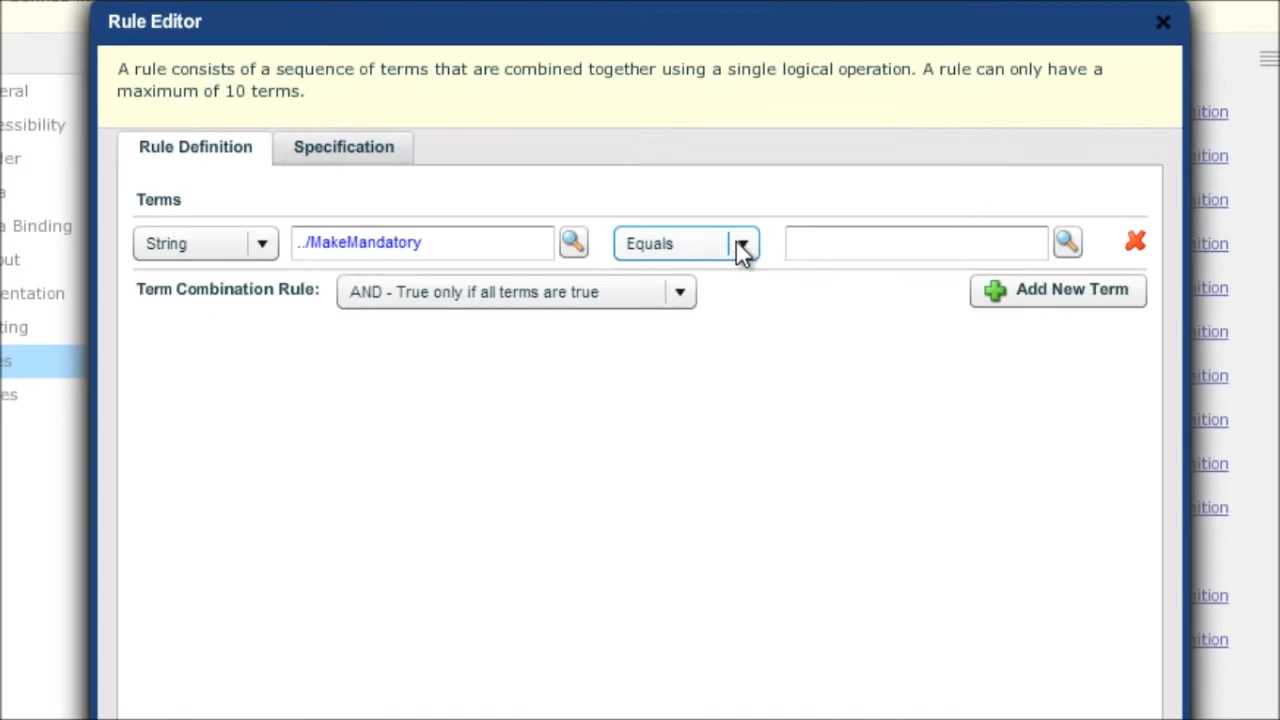 Rule Editor
A rule consists of a sequence of terms that are combined together using a single logical operation. A rule can only have a
maximum of 10 terms.
Rule Definition
Specification
Terms
String
../MakeMandatory
Equals
Term Combination Rule:
AND - True only if all terms are true
Add New Term